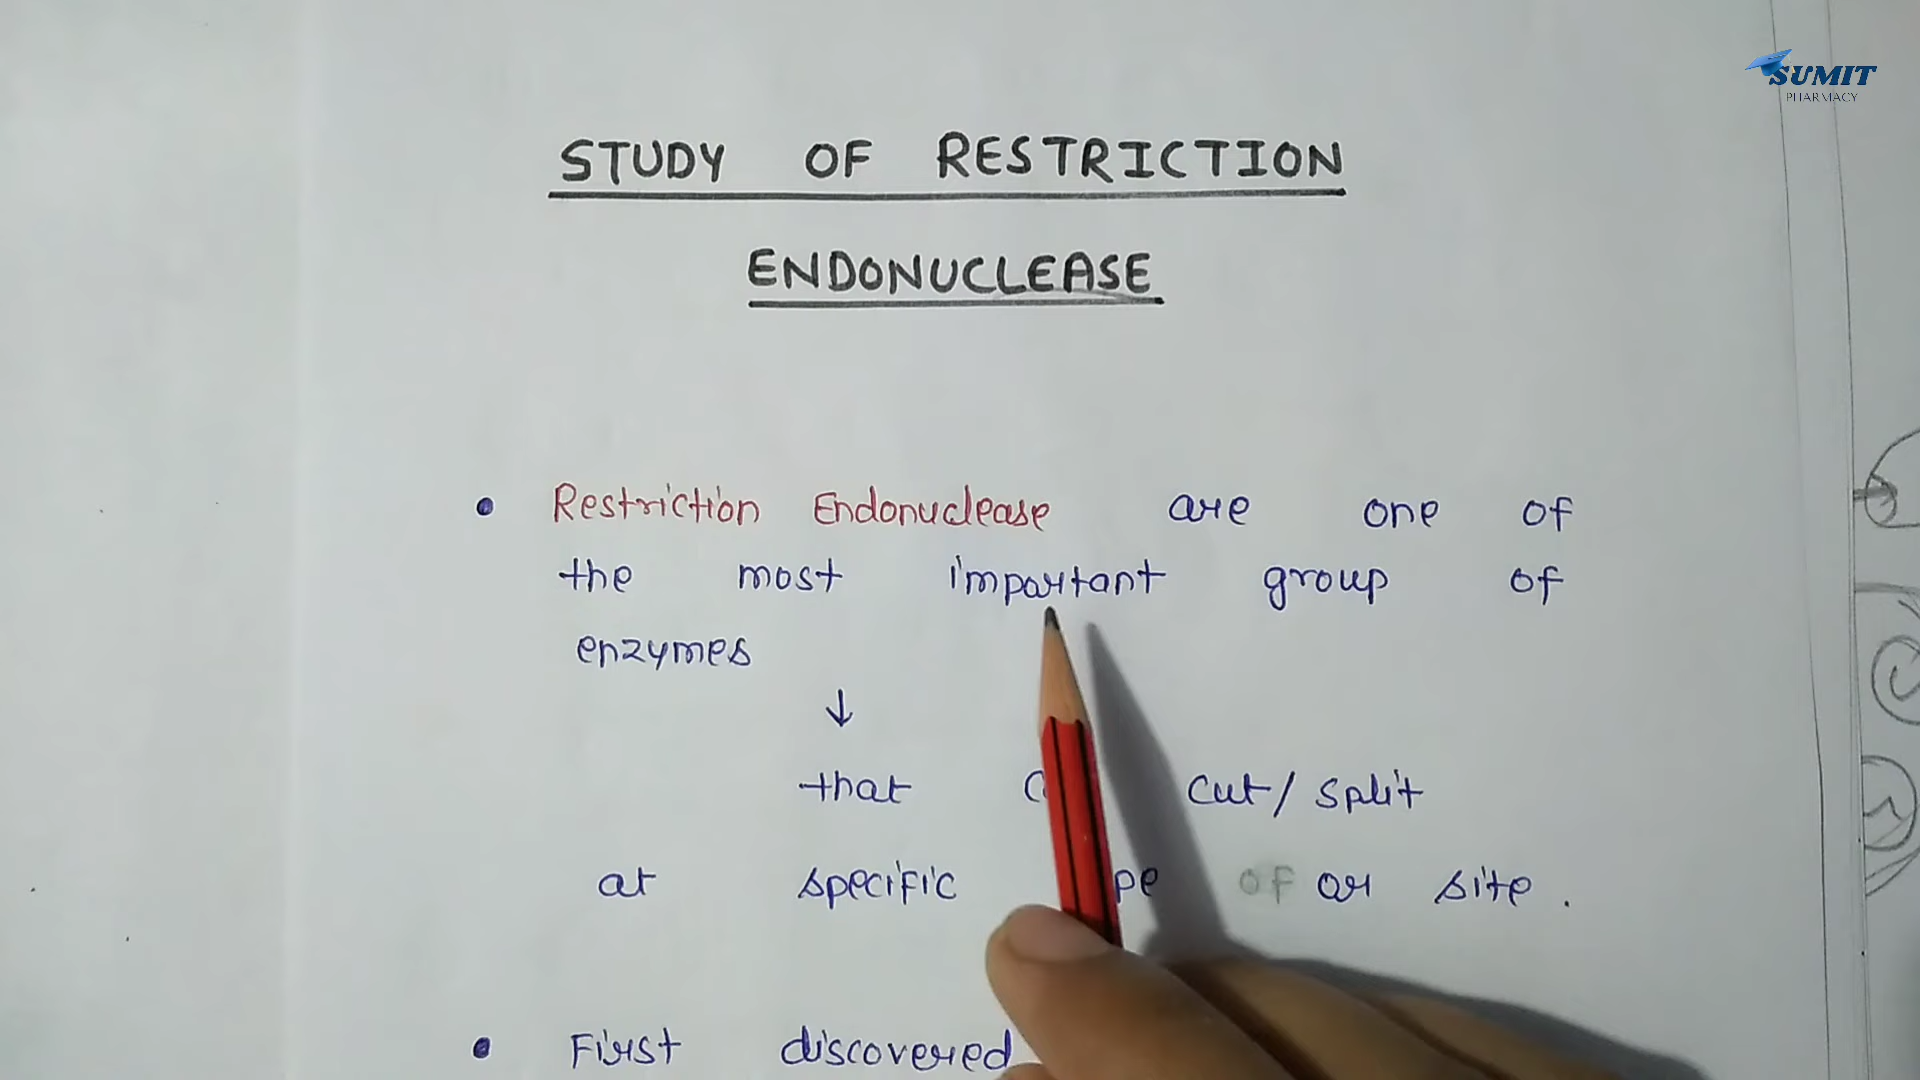 SUMIT
PHARMACY
STUDY OF RESTRICTION
ENDONUCLEASE
• Restriction Endonuclease are one of
the most important group of
enzymes
↓
that cut/ split
at specific of or site.
• First discovered